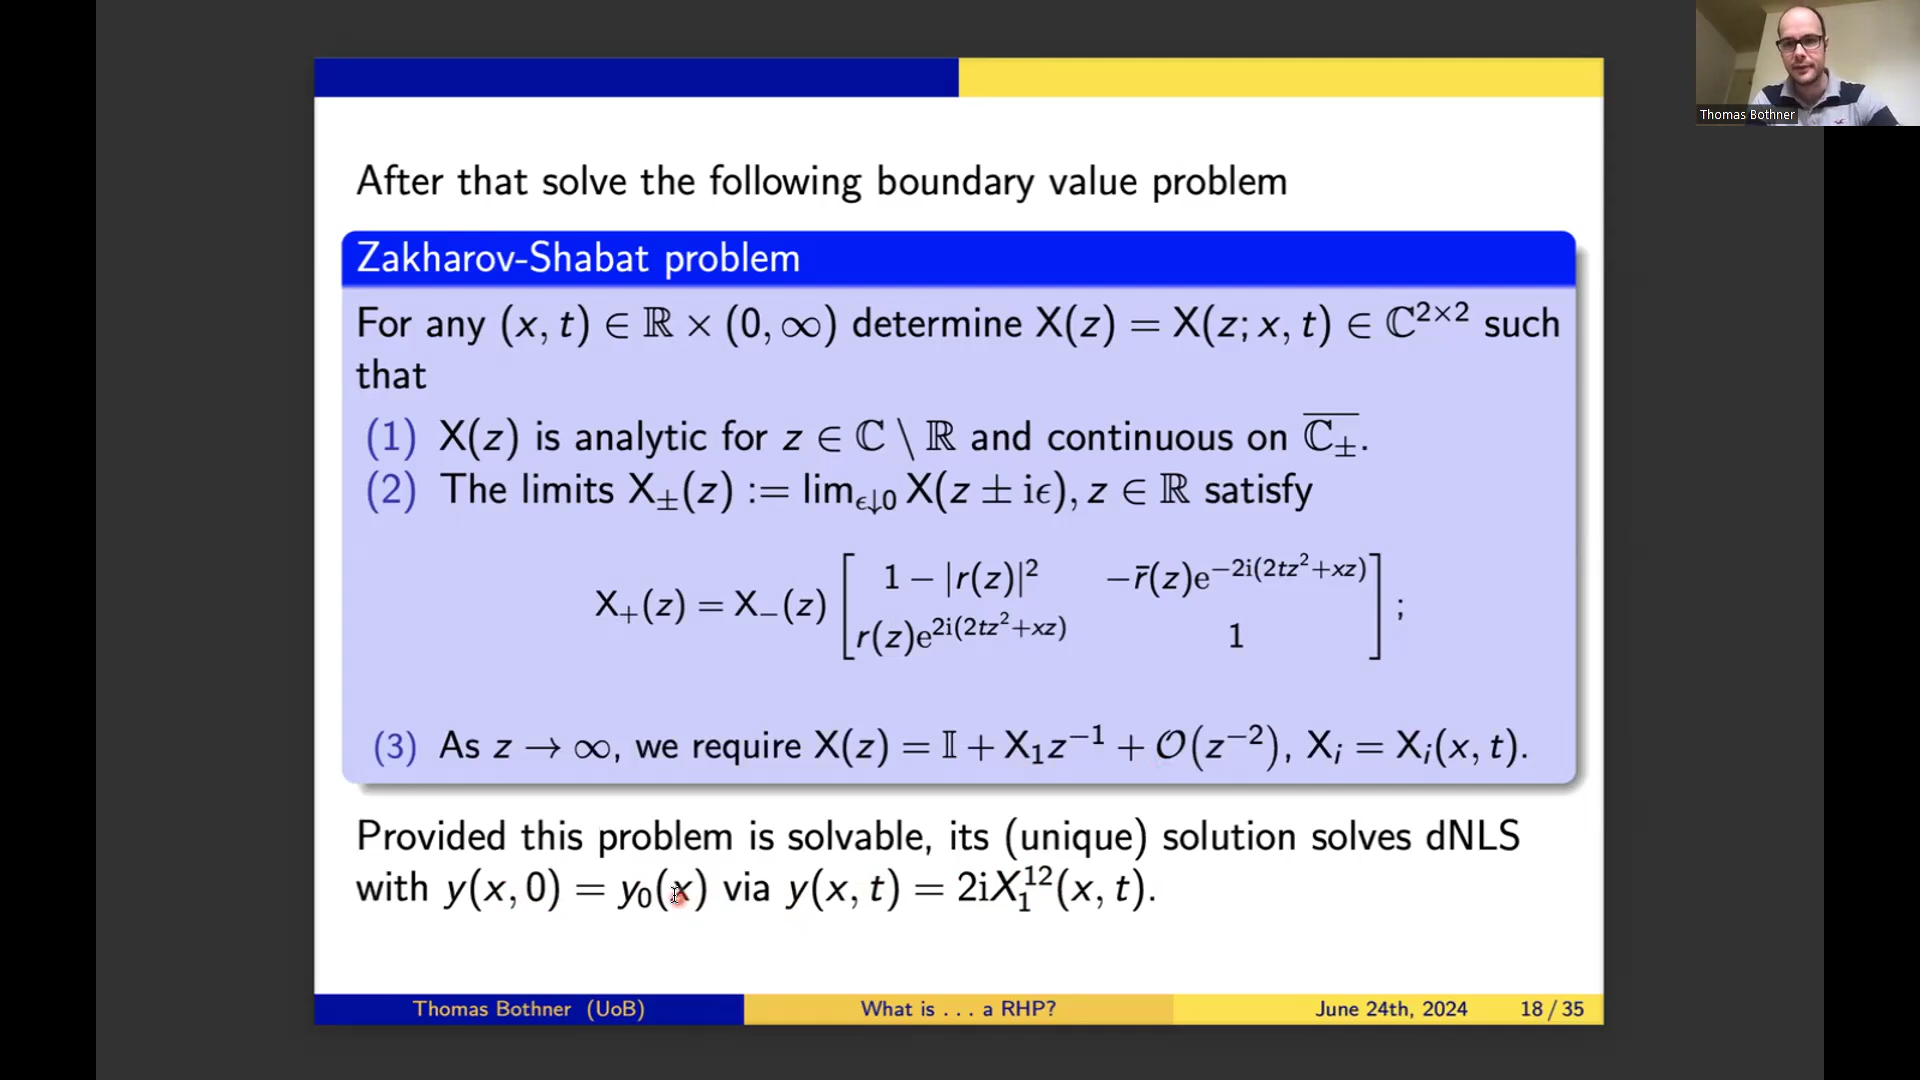 Thomas Bothner
After that solve the following boundary value problem
Zakharov-Shabat problem
For any (x, t) ∈ ℝ × (0, ∞) determine X(z) = X(z; x, t) ∈ ℂ^{2×2} such
that
(1) X(z) is analytic for z ∈ ℂ \ ℝ and continuous on \overline{ℂ_±}.
(2) The limits X_±(z) := lim_{ϵ↓0} X(z ± iϵ), z ∈ ℝ satisfy
X_+(z) = X_−(z) [ 1 − |r(z)|^2   −r̄(z)e^{−2i(2tz^2+xz)} ; r(z)e^{2i(2tz^2+xz)}   1 ] ;
(3) As z → ∞, we require X(z) = 𝕀 + X_1z^{−1} + 𝒪(z^{−2}), X_i = X_i(x, t).
Provided this problem is solvable, its (unique) solution solves dNLS
with y(x, 0) = y_0(x) via y(x, t) = 2iX_1^{12}(x, t).
Thomas Bothner (UoB) What is . . . a RHP? June 24th, 2024 18 / 35